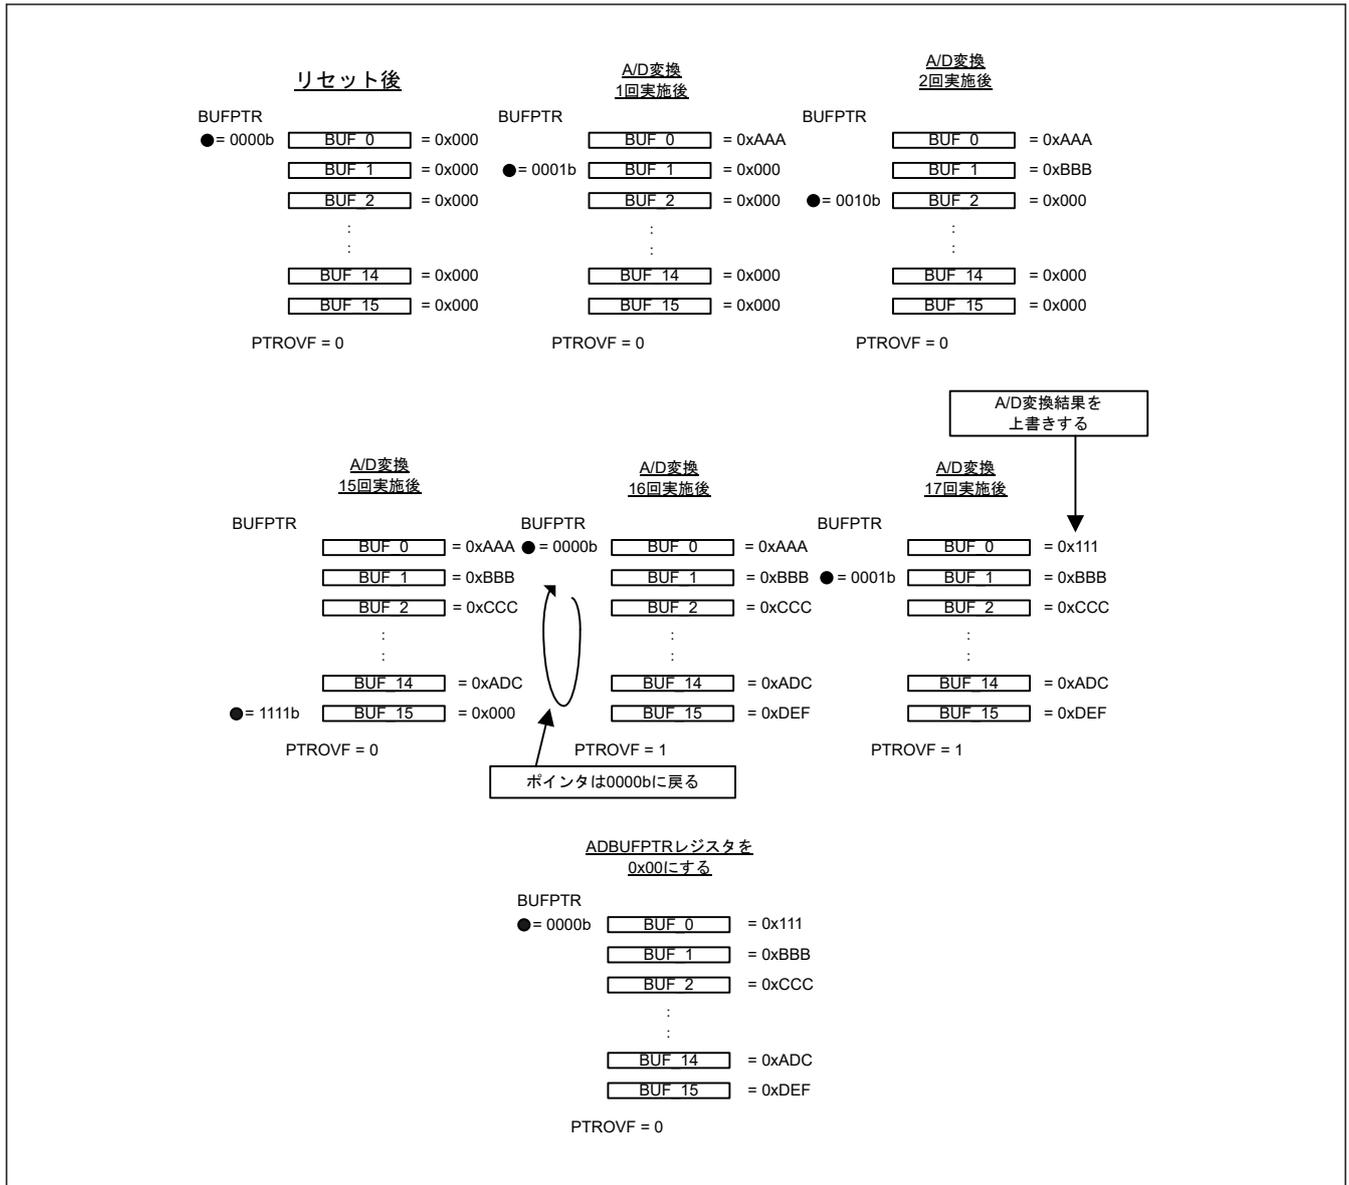 リセット後
BUFPTR
●= 0000b BUF_0 = 0x000
BUF_1 = 0x000
BUF_2 = 0x000
:
:
BUF_14 = 0x000
BUF_15 = 0x000
PTROVF = 0
A/D変換
1回実施後
BUFPTR
BUF_0 = 0xAAA
●= 0001b BUF_1 = 0x000
BUF_2 = 0x000
:
:
BUF_14 = 0x000
BUF_15 = 0x000
PTROVF = 0
A/D変換
2回実施後
BUFPTR
BUF_0 = 0xAAA
BUF_1 = 0xBBB
●= 0010b BUF_2 = 0x000
:
:
BUF_14 = 0x000
BUF_15 = 0x000
PTROVF = 0
A/D変換
15回実施後
BUFPTR
BUF_0 = 0xAAA
BUF_1 = 0xBBB
BUF_2 = 0xCCC
:
:
BUF_14 = 0xADC
●= 1111b BUF_15 = 0x000
PTROVF = 0
A/D変換
16回実施後
BUFPTR
●= 0000b BUF_0 = 0xAAA
BUF_1 = 0xBBB
BUF_2 = 0xCCC
:
:
BUF_14 = 0xADC
BUF_15 = 0xDEF
PTROVF = 1
ポインタは0000bに戻る
A/D変換結果を
上書きする
A/D変換
17回実施後
BUFPTR
BUF_0 = 0x111
●= 0001b BUF_1 = 0xBBB
BUF_2 = 0xCCC
:
:
BUF_14 = 0xADC
BUF_15 = 0xDEF
PTROVF = 1
ADBUFPTRレジスタを
0x00にする
BUFPTR
●= 0000b BUF_0 = 0x111
BUF_1 = 0xBBB
BUF_2 = 0xCCC
:
:
BUF_14 = 0xADC
BUF_15 = 0xDEF
PTROVF = 0